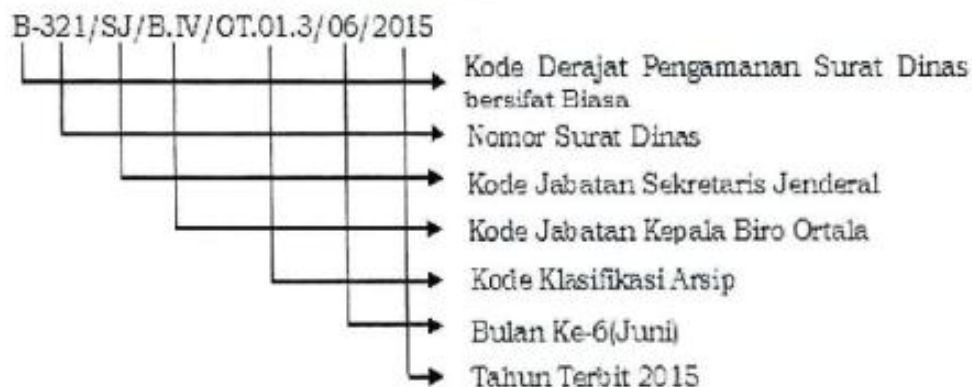 B-321/SJ/B.IV/OT.01.3/06/2015
Kode Derajat Pengamanan Surat Dinas
bersifat Biasa
Nomor Surat Dinas
Kode Jabatan Sekretaris Jenderal
Kode Jabatan Kepala Biro Ortala
Kode Klasifikasi Arsip
Bulan Ke-6(Juni)
Tahun Terbit 2015